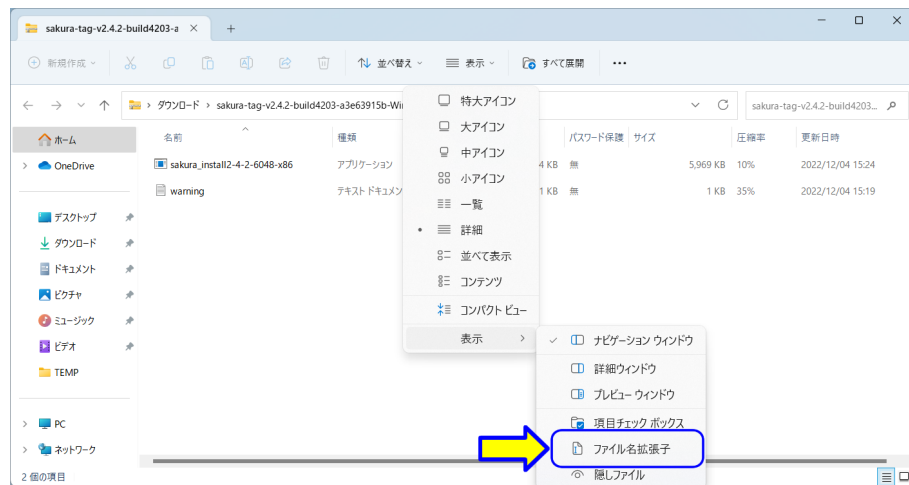 sakura-tag-v2.4.2-build4203-a
新規作成
並べ替え
表示
すべて展開
ダウンロード
sakura-tag-v2.4.2-build4203-a3e63915b-Wi
sakura-tag-v2.4.2-build4203...
ホーム
OneDrive
デスクトップ
ダウンロード
ドキュメント
ピクチャ
ミュージック
ビデオ
TEMP
PC
ネットワーク
名前 種類 パスワード保護 サイズ 圧縮率 更新日時
sakura_install2-4-2-6048-x86 アプリケーション 4 KB 無 5,969 KB 10% 2022/12/04 15:24
warning テキスト ドキュメン 1 KB 無 1 KB 35% 2022/12/04 15:19
特大アイコン
大アイコン
中アイコン
小アイコン
一覧
詳細
並べて表示
コンテンツ
コンパクト ビュー
表示
ナビゲーション ウィンドウ
詳細ウィンドウ
プレビュー ウィンドウ
項目チェック ボックス
ファイル名拡張子
隠しファイル
2 個の項目